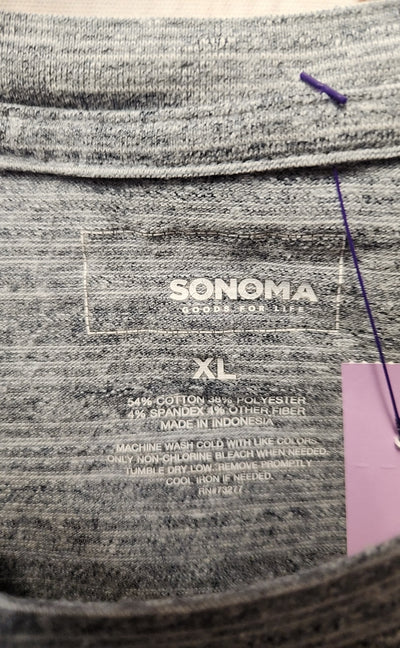 SONOMA
GOODS FOR LIFE
XL
54% COTTON 38% POLYESTER
4% SPANDEX 4% OTHER FIBER
MADE IN INDONESIA
MACHINE WASH COLD WITH LIKE COLORS.
ONLY NON-CHLORINE BLEACH WHEN NEEDED.
TUMBLE DRY LOW. REMOVE PROMPTLY
COOL IRON IF NEEDED.
RN#73277